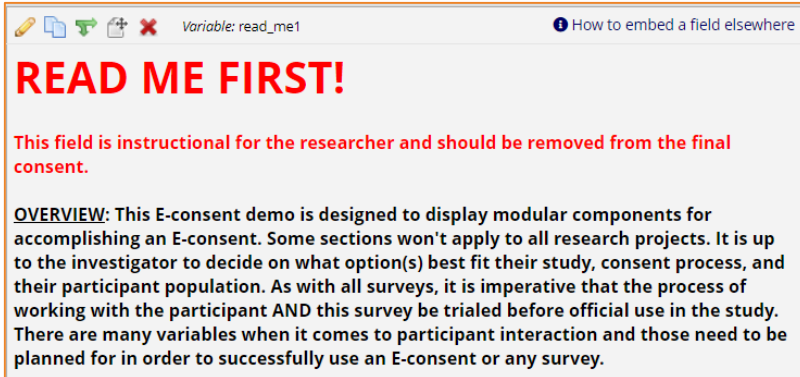 Variable: read_me1
How to embed a field elsewhere
READ ME FIRST!
This field is instructional for the researcher and should be removed from the final
consent.
OVERVIEW: This E-consent demo is designed to display modular components for
accomplishing an E-consent. Some sections won't apply to all research projects. It is up
to the investigator to decide on what option(s) best fit their study, consent process, and
their participant population. As with all surveys, it is imperative that the process of
working with the participant AND this survey be trialed before official use in the study.
There are many variables when it comes to participant interaction and those need to be
planned for in order to successfully use an E-consent or any survey.